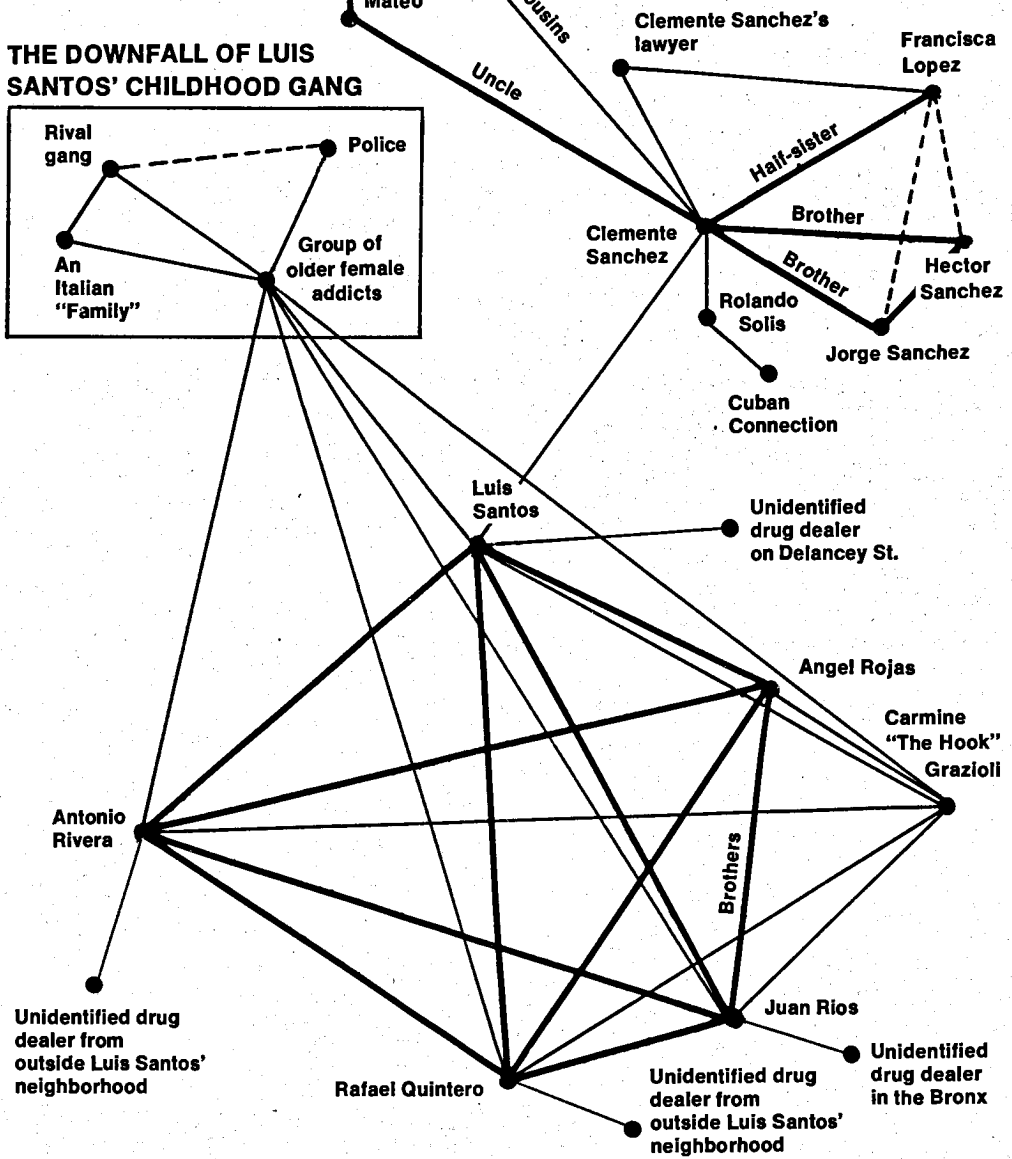 Mateo
ousins
Uncle
Clemente Sanchez's
lawyer
Francisca
Lopez
THE DOWNFALL OF LUIS
SANTOS' CHILDHOOD GANG
Rival
gang
Police
An
Italian
"Family"
Group of
older female
addicts
Half-sister
Brother
Brother
Clemente
Sanchez
Hector
Sanchez
Rolando
Solis
Jorge Sanchez
Cuban
Connection
Luis
Santos
Unidentified
drug dealer
on Delancey St.
Angel Rojas
Carmine
"The Hook"
Grazioli
Antonio
Rivera
Brothers
Juan Rios
Unidentified drug
dealer from
outside Luis Santos'
neighborhood
Rafael Quintero
Unidentified drug
dealer from
outside Luis Santos'
neighborhood
Unidentified
drug dealer
in the Bronx